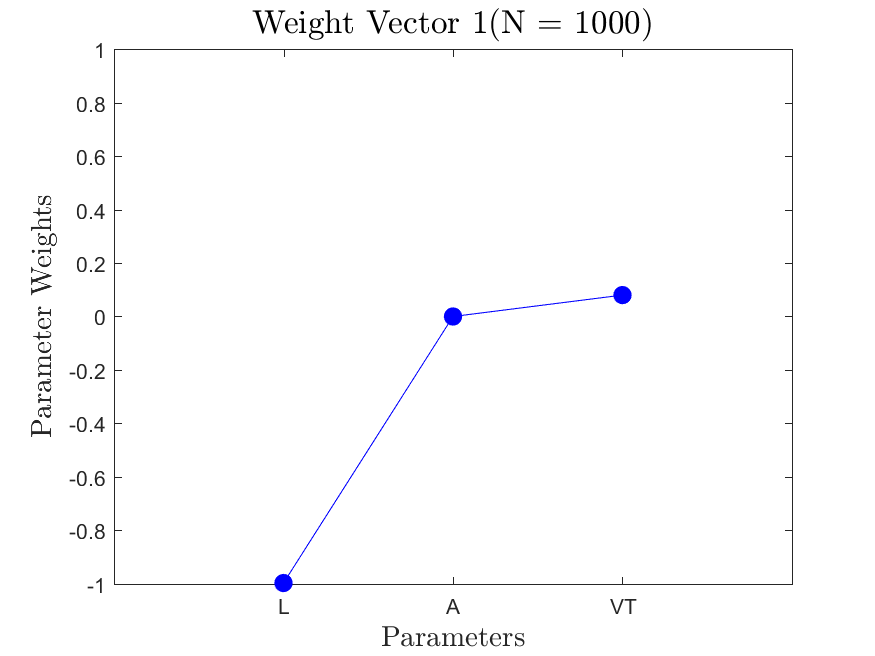 Weight Vector 1(N = 1000)
Parameter Weights
1
0.8
0.6
0.4
0.2
0
-0.2
-0.4
-0.6
-0.8
-1
L A VT
Parameters